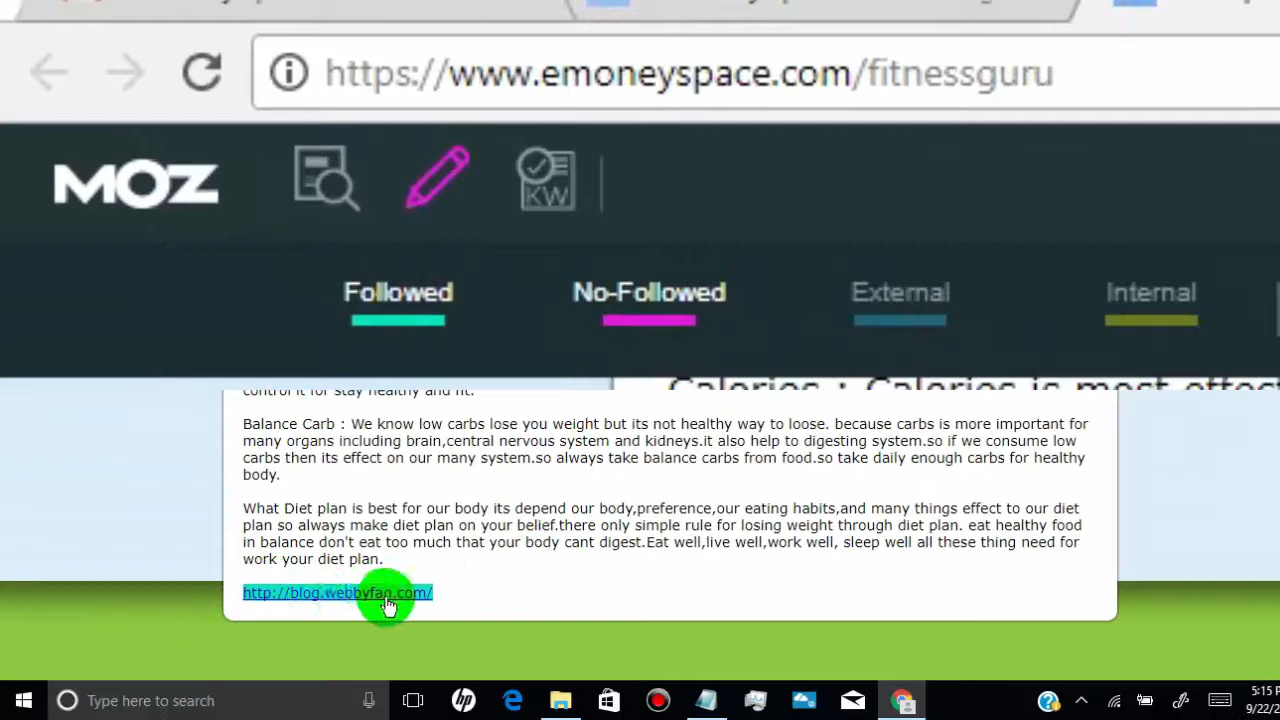 https://www.emoneyspace.com/fitnessguru
MOZ
KW
Followed No-Followed External Internal
Calories : Calories is most effect
control it for stay healthy and fit.
Balance Carb : We know low carbs lose you weight but its not healthy way to loose. because carbs is more important for
many organs including brain,central nervous system and kidneys.it also help to digesting system.so if we consume low
carbs then its effect on our many system.so always take balance carbs from food.so take daily enough carbs for healthy
body.
What Diet plan is best for our body its depend our body,preference,our eating habits,and many things effect to our diet
plan so always make diet plan on your belief.there only simple rule for losing weight through diet plan. eat healthy food
in balance don't eat too much that your body cant digest.Eat well,live well,work well, sleep well all these thing need for
work your diet plan.
http://blog.webbyfan.com/
Type here to search
hp
5:15 P
9/22/2